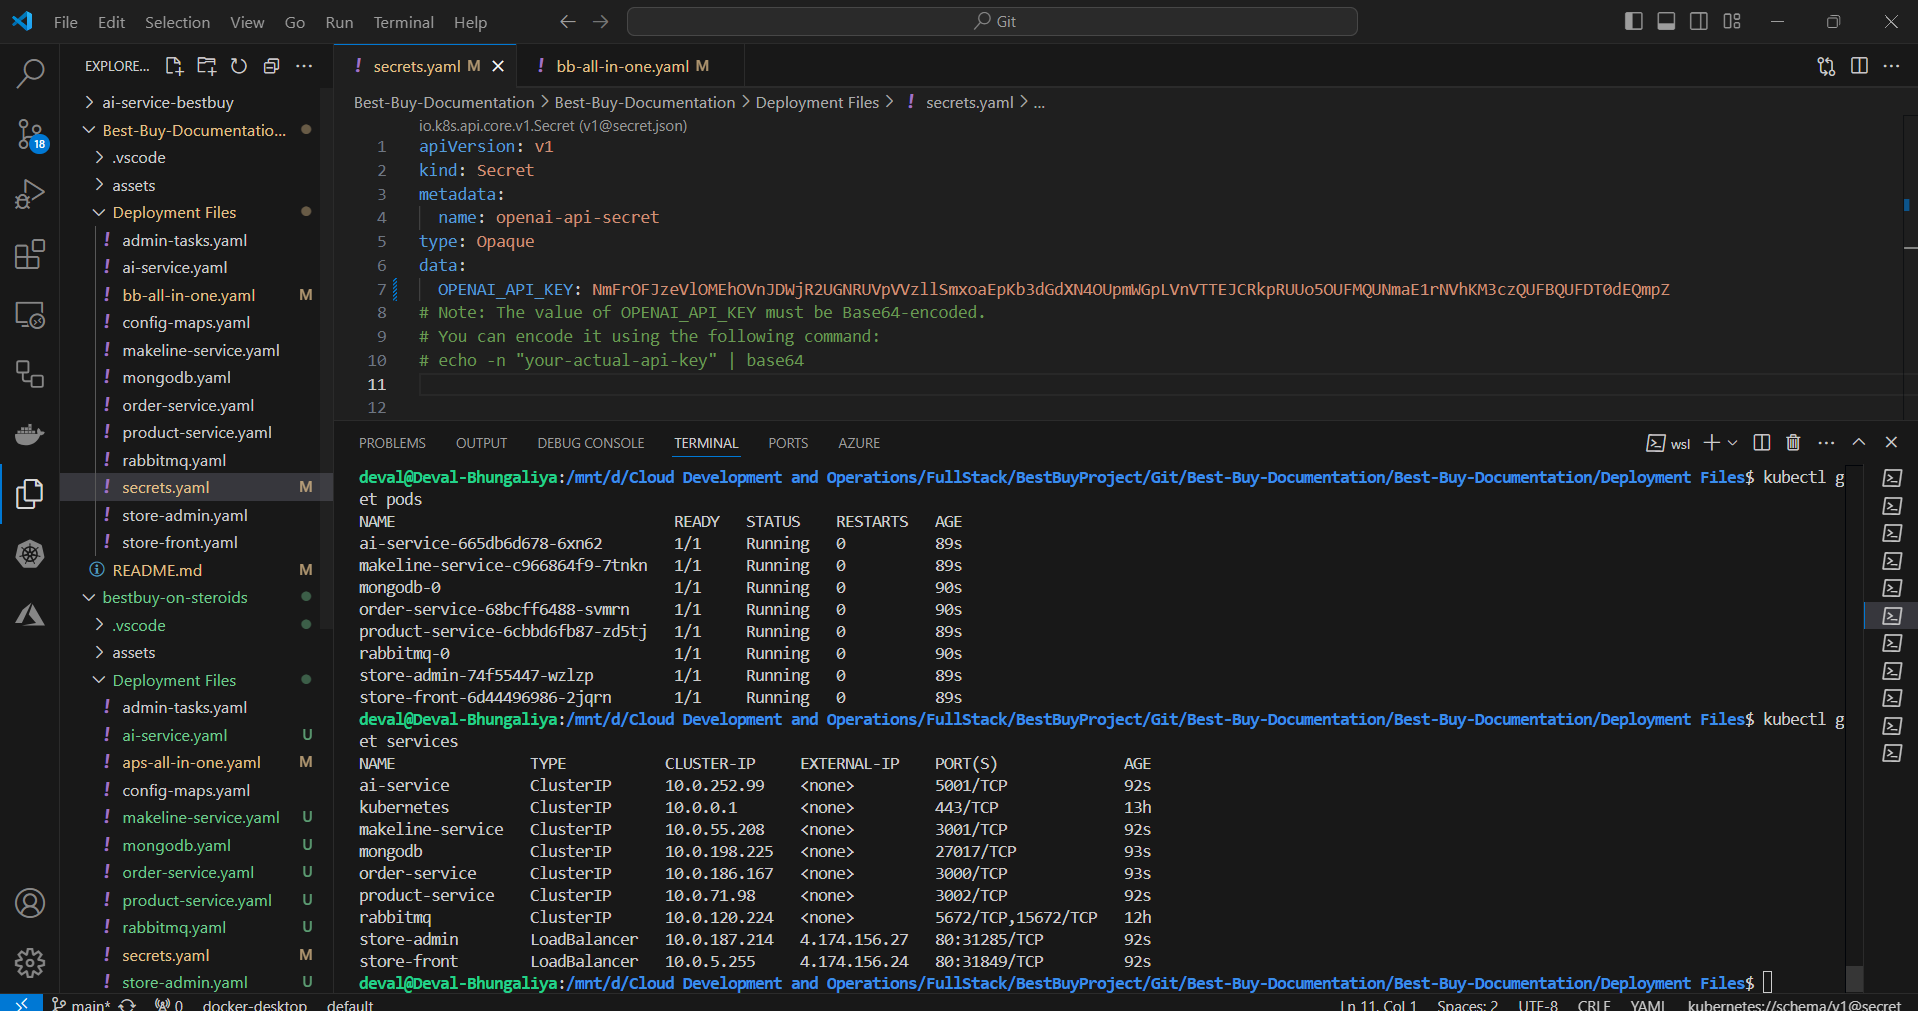 File Edit Selection View Go Run Terminal Help
Git
EXPLORE...
ai-service-bestbuy
Best-Buy-Documentatio...
.vscode
assets
Deployment Files
! admin-tasks.yaml
! ai-service.yaml
! bb-all-in-one.yaml M
! config-maps.yaml
! makeline-service.yaml
! mongodb.yaml
! order-service.yaml
! product-service.yaml
! rabbitmq.yaml
! secrets.yaml M
! store-admin.yaml
! store-front.yaml
README.md M
bestbuy-on-steroids
.vscode
assets
Deployment Files
! admin-tasks.yaml
! ai-service.yaml U
! aps-all-in-one.yaml M
! config-maps.yaml
! makeline-service.yaml U
! mongodb.yaml U
! order-service.yaml U
! product-service.yaml U
! rabbitmq.yaml U
! secrets.yaml M
! store-admin.yaml U
18
! secrets.yaml M
! bb-all-in-one.yaml M
Best-Buy-Documentation > Best-Buy-Documentation > Deployment Files > ! secrets.yaml > ...
io.k8s.api.core.v1.Secret (v1@secret.json)
1 apiVersion: v1
2 kind: Secret
3 metadata:
4 name: openai-api-secret
5 type: Opaque
6 data:
7 OPENAI_API_KEY:
8 # Note: The value of OPENAI_API_KEY must be Base64-encoded.
9 # You can encode it using the following command:
10 # echo -n "your-actual-api-key" | base64
11
12
PROBLEMS OUTPUT DEBUG CONSOLE TERMINAL PORTS AZURE
wsl
deval@Deval-Bhungaliya:/mnt/d/Cloud Development and Operations/FullStack/BestBuyProject/Git/Best-Buy-Documentation/Best-Buy-Documentation/Deployment Files$ kubectl g
et pods
NAME READY STATUS RESTARTS AGE
ai-service-665db6d678-6xn62 1/1 Running 0 89s
makeline-service-c966864f9-7tnkn 1/1 Running 0 89s
mongodb-0 1/1 Running 0 90s
order-service-68bcff6488-svmrn 1/1 Running 0 90s
product-service-6cbbd6fb87-zd5tj 1/1 Running 0 89s
rabbitmq-0 1/1 Running 0 90s
store-admin-74f55447-wzlzp 1/1 Running 0 89s
store-front-6d44496986-2jqrn 1/1 Running 0 89s
deval@Deval-Bhungaliya:/mnt/d/Cloud Development and Operations/FullStack/BestBuyProject/Git/Best-Buy-Documentation/Best-Buy-Documentation/Deployment Files$ kubectl g
et services
NAME TYPE CLUSTER-IP EXTERNAL-IP PORT(S) AGE
ai-service ClusterIP 10.0.252.99 <none> 5001/TCP 92s
kubernetes ClusterIP 10.0.0.1 <none> 443/TCP 13h
makeline-service ClusterIP 10.0.55.208 <none> 3001/TCP 92s
mongodb ClusterIP 10.0.198.225 <none> 27017/TCP 93s
order-service ClusterIP 10.0.186.167 <none> 3000/TCP 93s
product-service ClusterIP 10.0.71.98 <none> 3002/TCP 92s
rabbitmq ClusterIP 10.0.120.224 <none> 5672/TCP,15672/TCP 12h
store-admin LoadBalancer 10.0.187.214 4.174.156.27 80:31285/TCP 92s
store-front LoadBalancer 10.0.5.255 4.174.156.24 80:31849/TCP 92s
deval@Deval-Bhungaliya:/mnt/d/Cloud Development and Operations/FullStack/BestBuyProject/Git/Best-Buy-Documentation/Best-Buy-Documentation/Deployment Files$
main* 0 docker-desktop default
Ln 11, Col 1 Spaces: 2 UTF-8 CRLF YAML kubernetes://schema/v1@secret